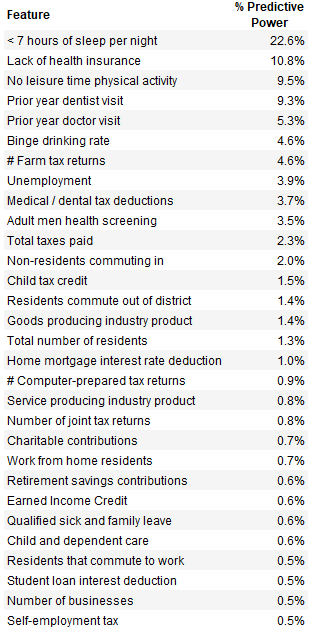 Feature % Predictive Power
< 7 hours of sleep per night 22.6%
Lack of health insurance 10.8%
No leisure time physical activity 9.5%
Prior year dentist visit 9.3%
Prior year doctor visit 5.3%
Binge drinking rate 4.6%
# Farm tax returns 4.6%
Unemployment 3.9%
Medical / dental tax deductions 3.7%
Adult men health screening 3.5%
Total taxes paid 2.3%
Non-residents commuting in 2.0%
Child tax credit 1.5%
Residents commute out of district 1.4%
Goods producing industry product 1.4%
Total number of residents 1.3%
Home mortgage interest rate deduction 1.0%
# Computer-prepared tax returns 0.9%
Service producing industry product 0.8%
Number of joint tax returns 0.8%
Charitable contributions 0.7%
Work from home residents 0.7%
Retirement savings contributions 0.6%
Earned Income Credit 0.6%
Qualified sick and family leave 0.6%
Child and dependent care 0.6%
Residents that commute to work 0.5%
Student loan interest deduction 0.5%
Number of businesses 0.5%
Self-employment tax 0.5%